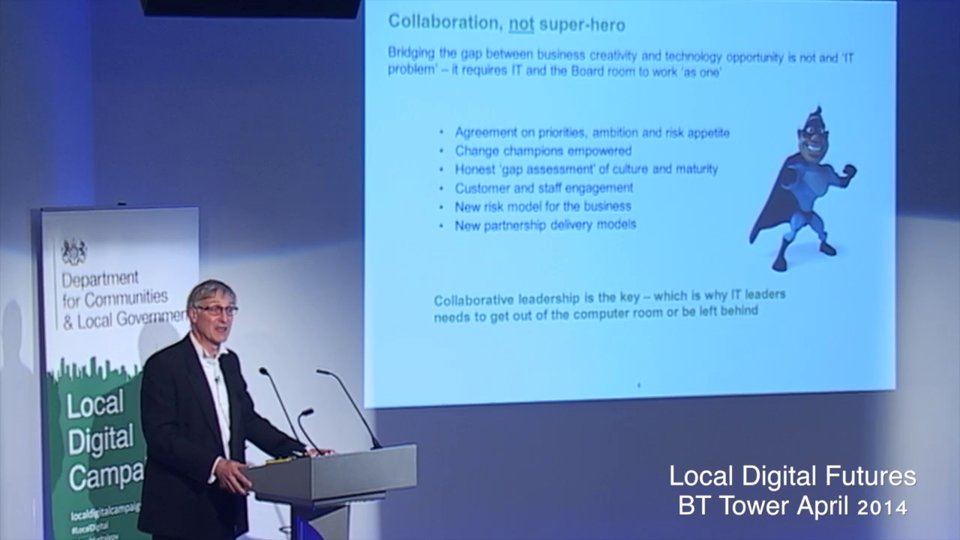 Collaboration, not super-hero
Bridging the gap between business creativity and technology opportunity is not and 'IT
problem' – it requires IT and the Board room to work 'as one'
• Agreement on priorities, ambition and risk appetite
• Change champions empowered
• Honest 'gap assessment' of culture and maturity
• Customer and staff engagement
• New risk model for the business
• New partnership delivery models
Collaborative leadership is the key – which is why IT leaders
needs to get out of the computer room or be left behind
Department
for Communities
& Local Governmen
Local
Digital
Campa
localdigitalcampaig
#LocalDigital
Local Digital Futures
BT Tower April 2014